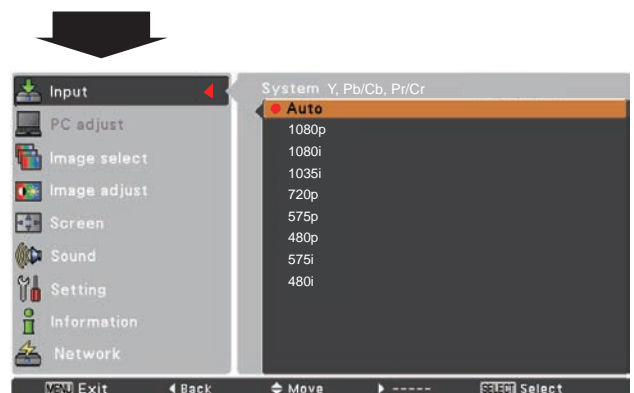 Input
PC adjust
Image select
Image adjust
Screen
Sound
Setting
Information
Network
System Y, Pb/Cb, Pr/Cr
Auto
1080p
1080i
1035i
720p
575p
480p
575i
480i
MENU Exit Back Move ----- SELECT Select